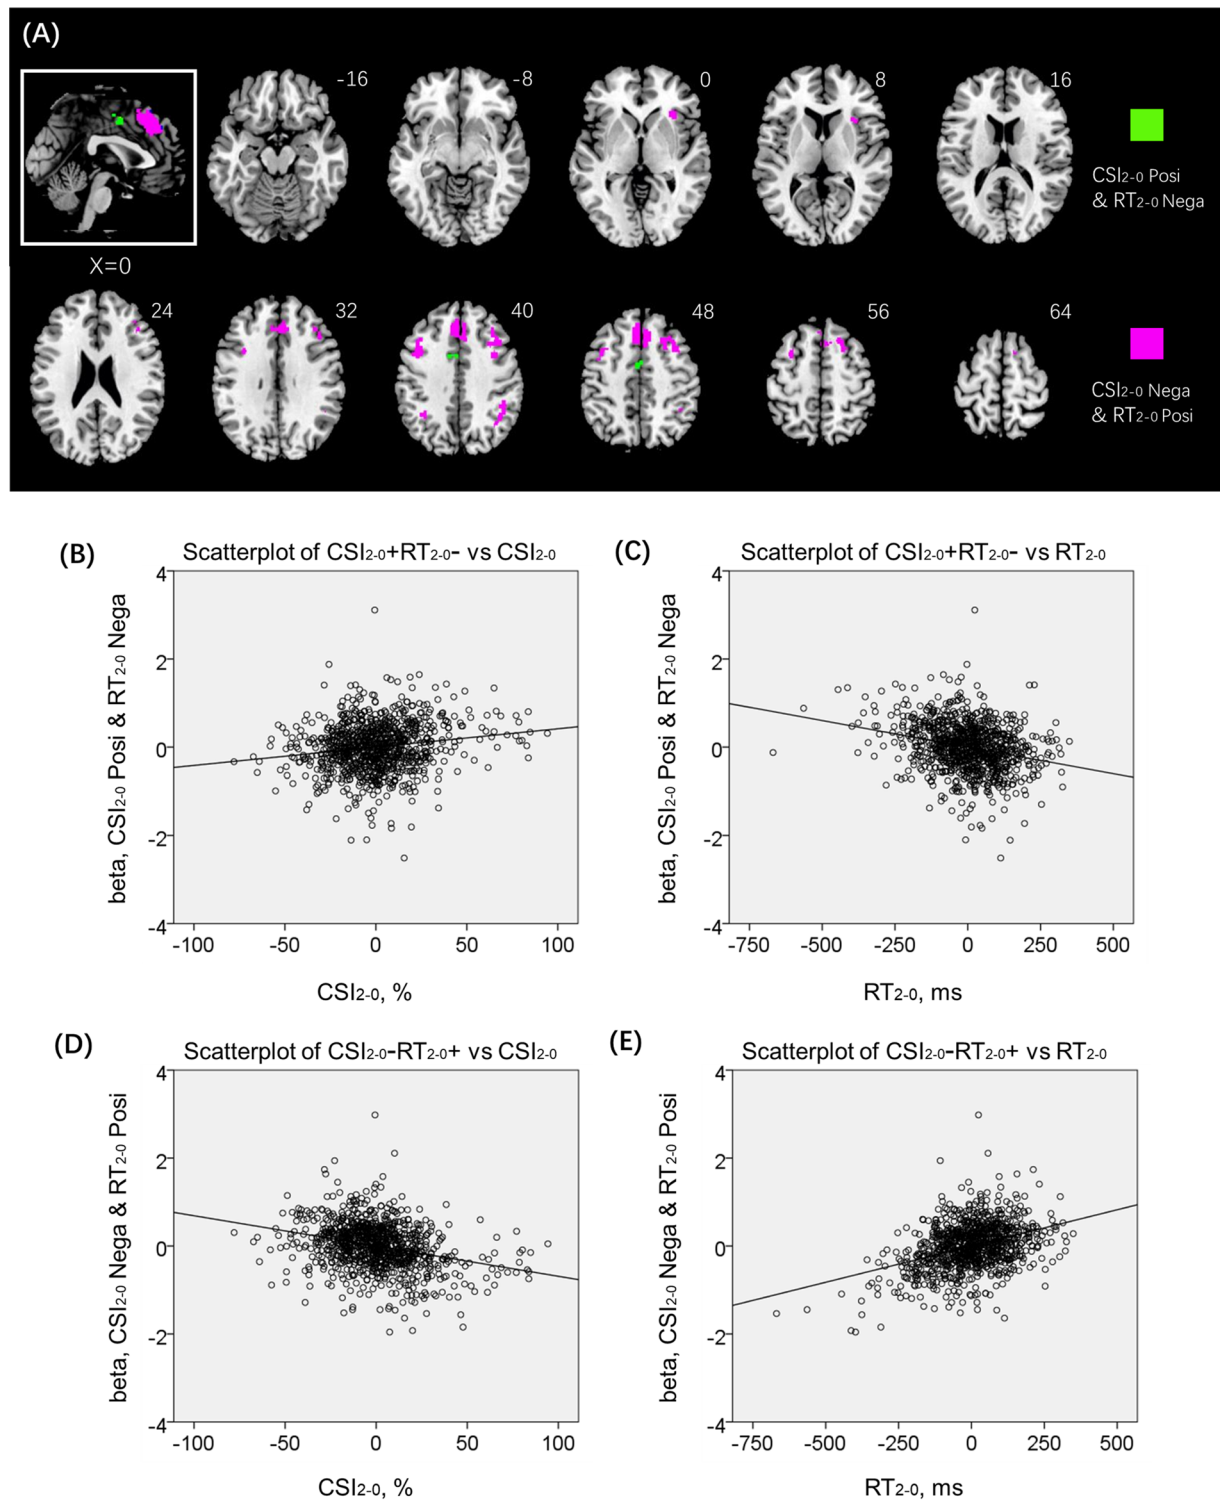 (A)
-16
-8
0
8
16
CSI2-0 Posi
& RT2-0 Nega
X=0
24
32
40
48
56
64
CSI2-0 Nega
& RT2-0 Posi
(B)
Scatterplot of CSI2-0+RT2-0- vs CSI2-0
beta, CSI2-0 Posi & RT2-0 Nega
4
2
0
-2
-4
-100
-50
0
50
100
CSI2-0, %
(C)
Scatterplot of CSI2-0+RT2-0- vs RT2-0
beta, CSI2-0 Posi & RT2-0 Nega
4
2
0
-2
-4
-750
-500
-250
0
250
500
RT2-0, ms
(D)
Scatterplot of CSI2-0-RT2-0+ vs CSI2-0
beta, CSI2-0 Nega & RT2-0 Posi
4
2
0
-2
-4
-100
-50
0
50
100
CSI2-0, %
(E)
Scatterplot of CSI2-0-RT2-0+ vs RT2-0
beta, CSI2-0 Nega & RT2-0 Posi
4
2
0
-2
-4
-750
-500
-250
0
250
500
RT2-0, ms